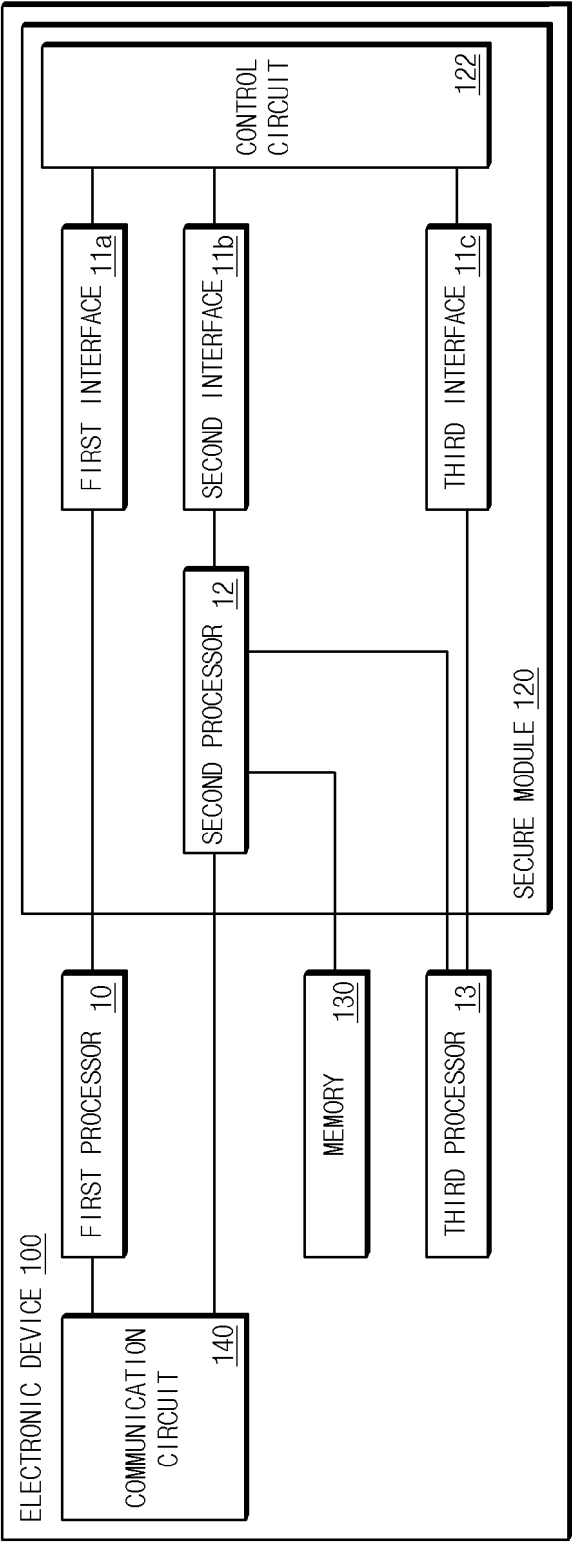 ELECTRONIC DEVICE 100
COMMUNICATION
CIRCUIT
140
FIRST PROCESSOR 10
MEMORY
130
THIRD PROCESSOR 13
SECOND PROCESSOR 12
FIRST INTERFACE 11a
SECOND INTERFACE 11b
THIRD INTERFACE 11c
CONTROL
CIRCUIT
122
SECURE MODULE 120